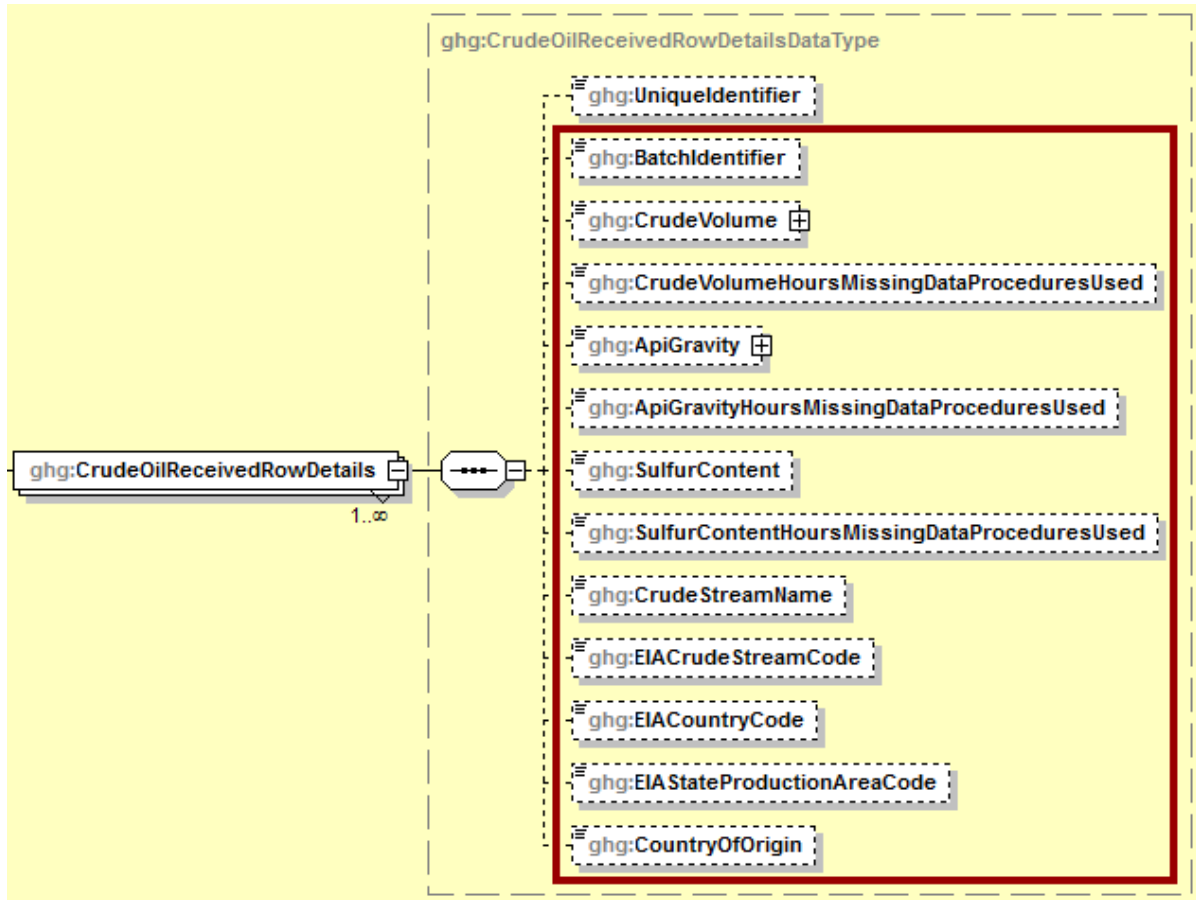 ghg:CrudeOilReceivedRowDetailsDataType
ghg:UniqueIdentifier
ghg:BatchIdentifier
ghg:CrudeVolume
ghg:CrudeVolumeHoursMissingDataProceduresUsed
ghg:ApiGravity
ghg:ApiGravityHoursMissingDataProceduresUsed
ghg:CrudeOilReceivedRowDetails
1..∞
ghg:SulfurContent
ghg:SulfurContentHoursMissingDataProceduresUsed
ghg:CrudeStreamName
ghg:EIACrudeStreamCode
ghg:EIACountryCode
ghg:EIAStateProductionAreaCode
ghg:CountryOfOrigin